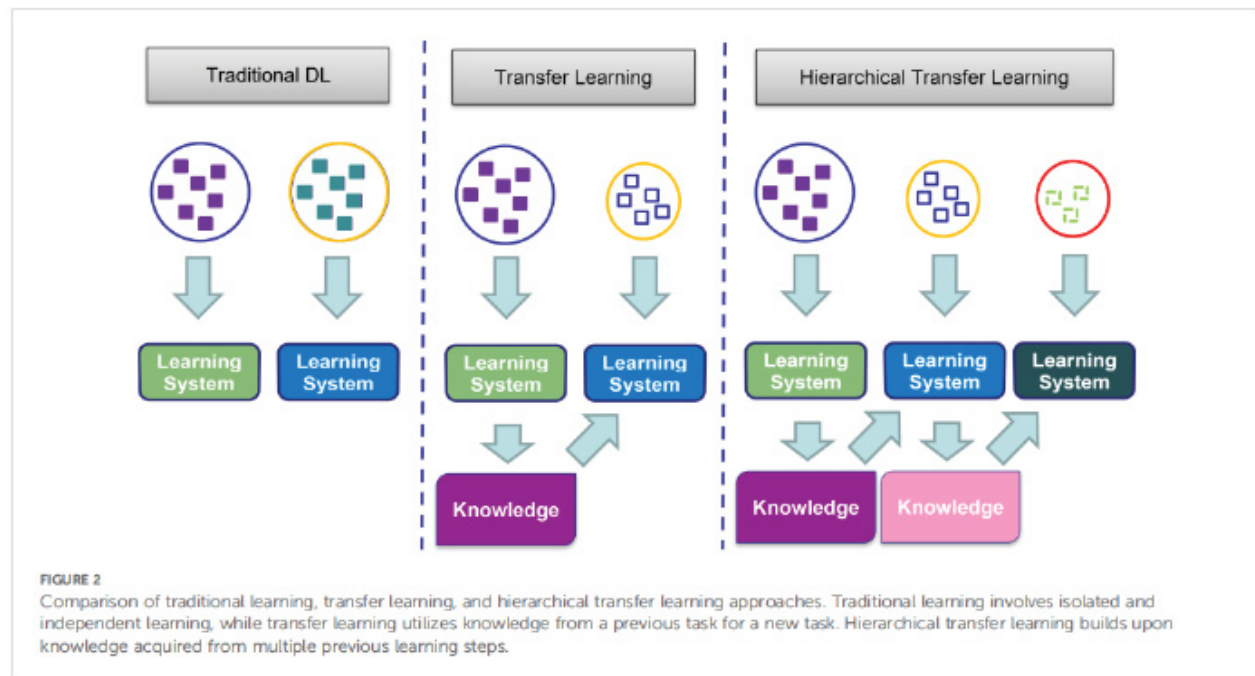 Traditional DL
Transfer Learning
Hierarchical Transfer Learning
Learning
System
Learning
System
Learning
System
Learning
System
Learning
System
Learning
System
Learning
System
Knowledge
Knowledge
Knowledge
FIGURE 2
Comparison of traditional learning, transfer learning, and hierarchical transfer learning approaches. Traditional learning involves isolated and
independent learning, while transfer learning utilizes knowledge from a previous task for a new task. Hierarchical transfer learning builds upon
knowledge acquired from multiple previous learning steps.